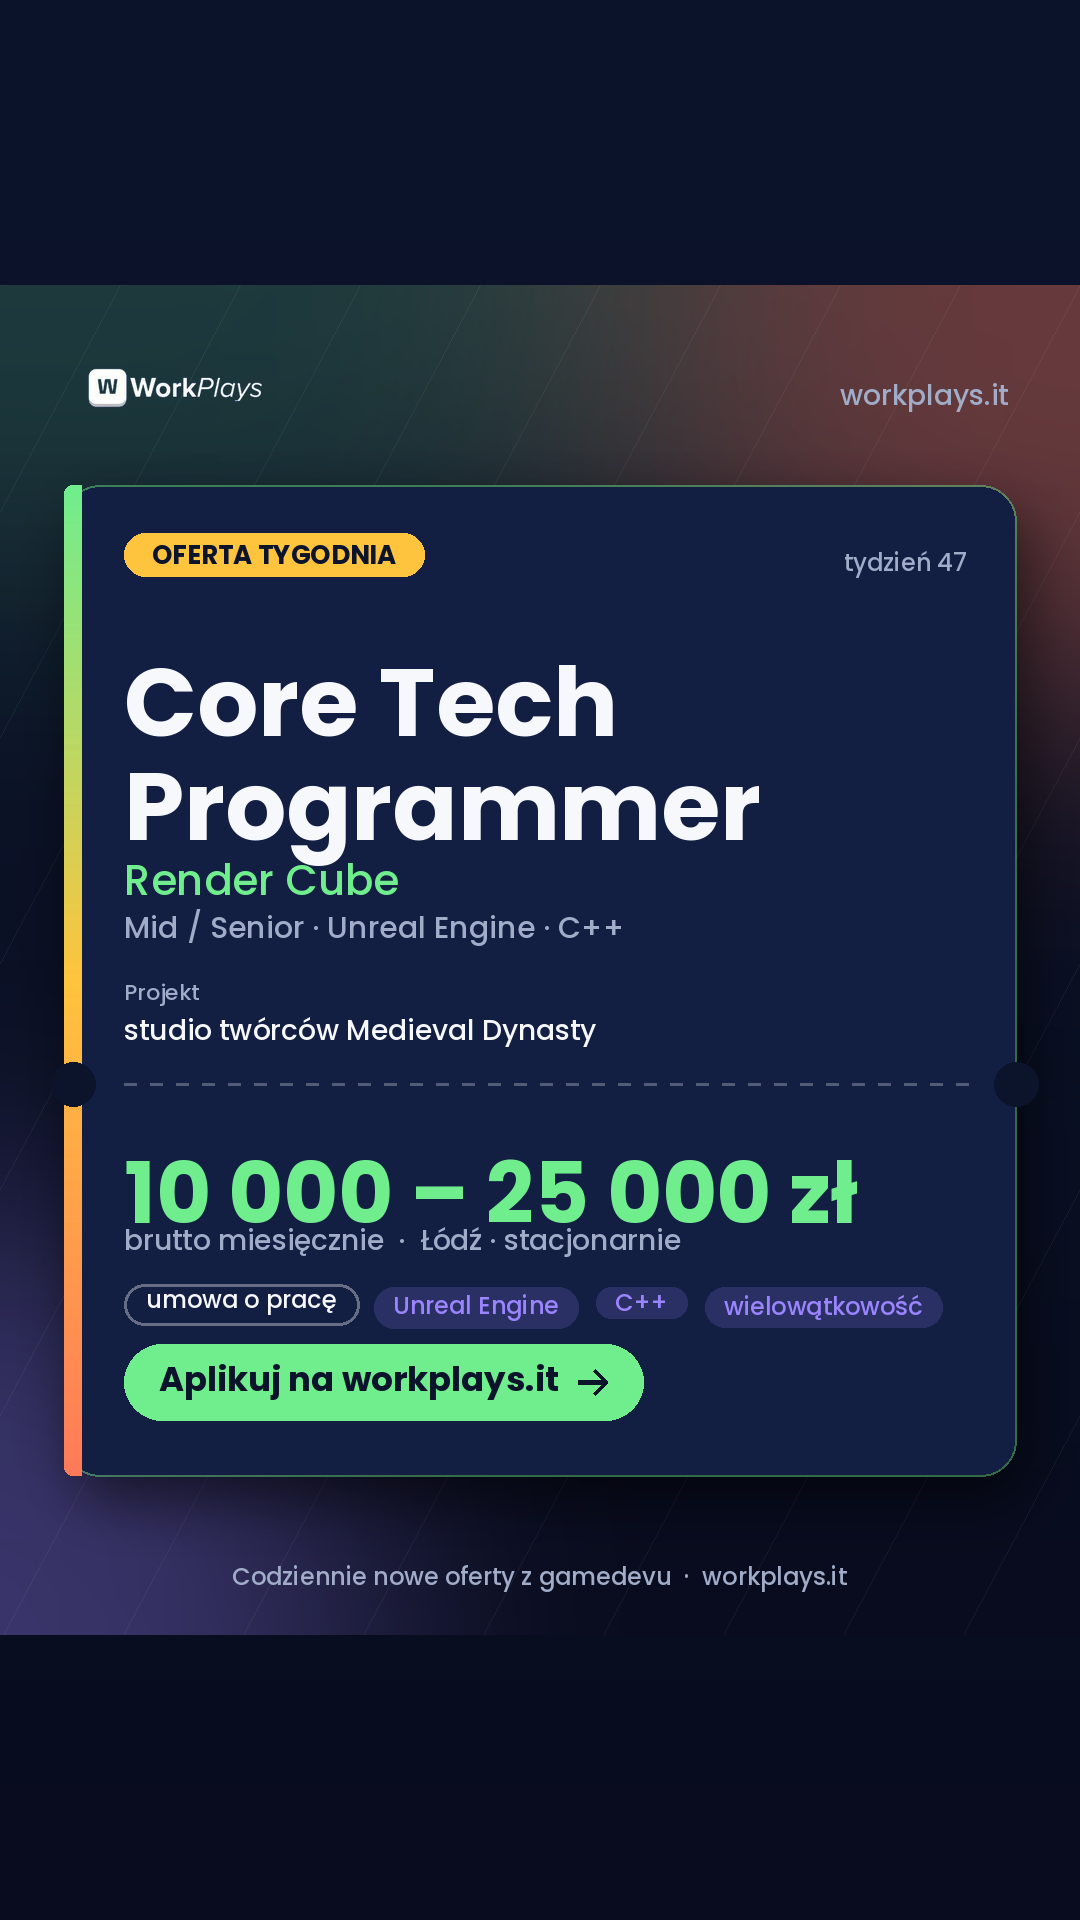 W WorkPlays
workplays.it
OFERTA TYGODNIA
tydzień 47
Core Tech
Programmer
Render Cube
Mid / Senior · Unreal Engine · C++
Projekt
studio twórców Medieval Dynasty
10 000 – 25 000 zł
brutto miesięcznie · Łódź · stacjonarnie
umowa o pracę Unreal Engine C++ wielowątkowość
Aplikuj na workplays.it →
Codziennie nowe oferty z gamedevu · workplays.it